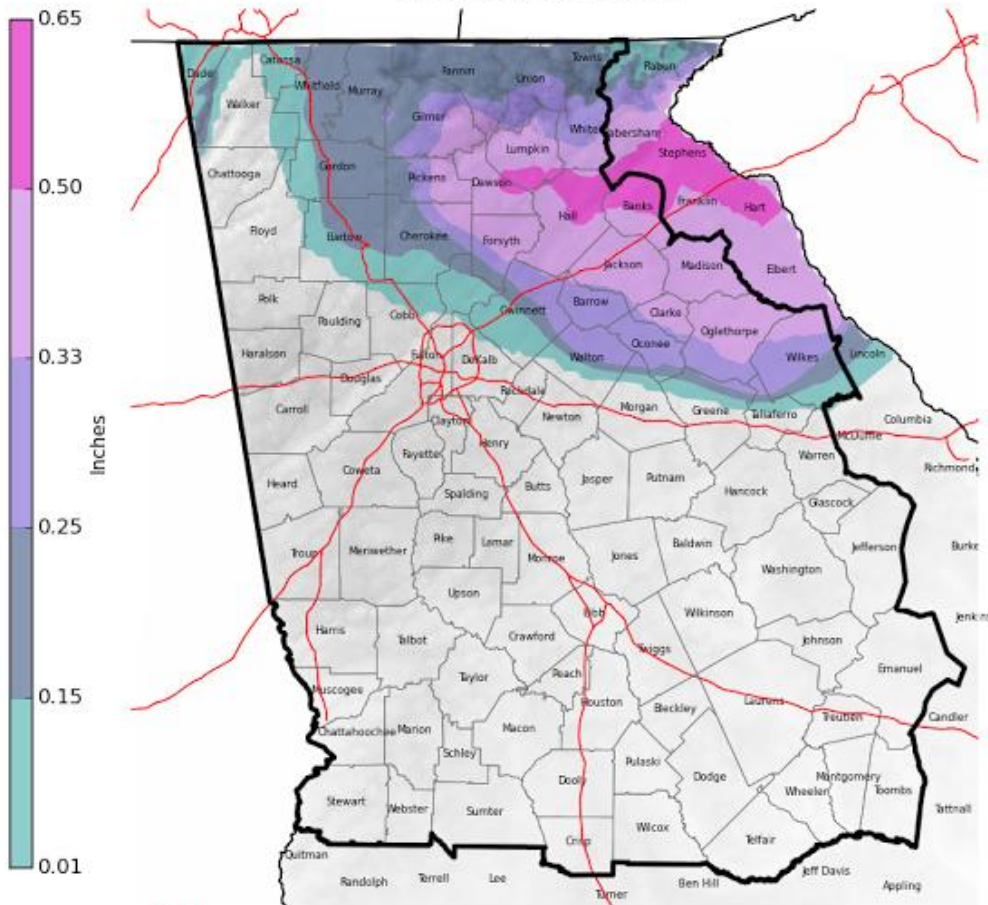 0.65
0.50
0.33
0.25
0.15
0.01
Inches
Dade
Catoosa
Whitfield
Murray
Fannin
Union
Towns
Rabun
Walker
Gilmer
White
Habersham
Stephens
Lumpkin
Chattooga
Gordon
Pickens
Dawson
Hall
Banks
Franklin
Hart
Floyd
Bartow
Cherokee
Forsyth
Jackson
Madison
Elbert
Polk
Paulding
Cobb
Gwinnett
Barrow
Clarke
Oglethorpe
Haralson
Fulton
DeKalb
Walton
Oconee
Wilkes
Lincoln
Douglas
Rockdale
Carroll
Clayton
Newton
Morgan
Greene
Taliaferro
Columbia
McDuffie
Fayette
Henry
Warren
Richmond
Heard
Coweta
Spalding
Butts
Jasper
Putnam
Hancock
Glascock
Troup
Meriwether
Pike
Lamar
Monroe
Jones
Baldwin
Jefferson
Burke
Washington
Upson
Harris
Talbot
Crawford
Bibb
Wilkinson
Jenkins
Johnson
Twiggs
Emanuel
Taylor
Peach
Muscogee
Houston
Laurens
Bleckley
Treutlen
Candler
Chattahoochee
Marion
Macon
Schley
Pulaski
Dodge
Montgomery
Dooly
Wheeler
Toombs
Stewart
Webster
Sumter
Tattnall
Wilcox
Crisp
Telfair
Quitman
Randolph
Terrell
Lee
Turner
Ben Hill
Jeff Davis
Appling